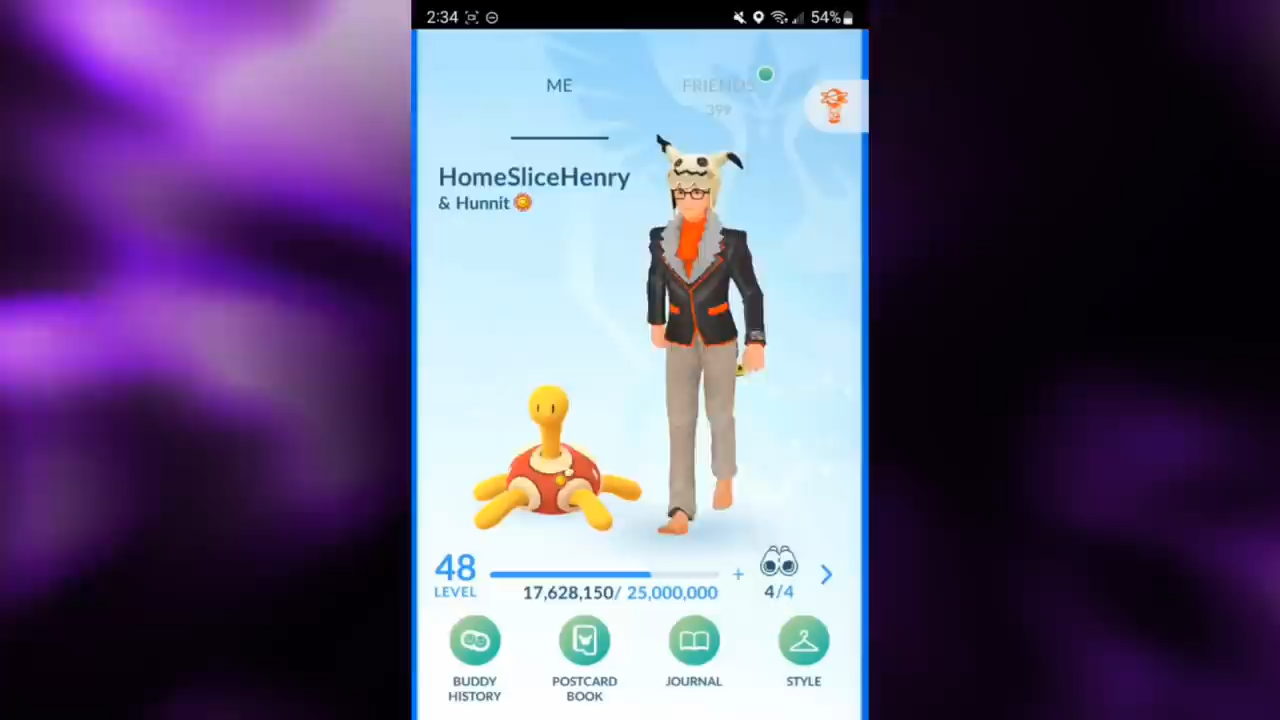 2:34 54%
ME FRIENDS
399
HomeSliceHenry
& Hunnit
48
LEVEL
17,628,150/ 25,000,000
4/4
BUDDY HISTORY
POSTCARD BOOK
JOURNAL
STYLE